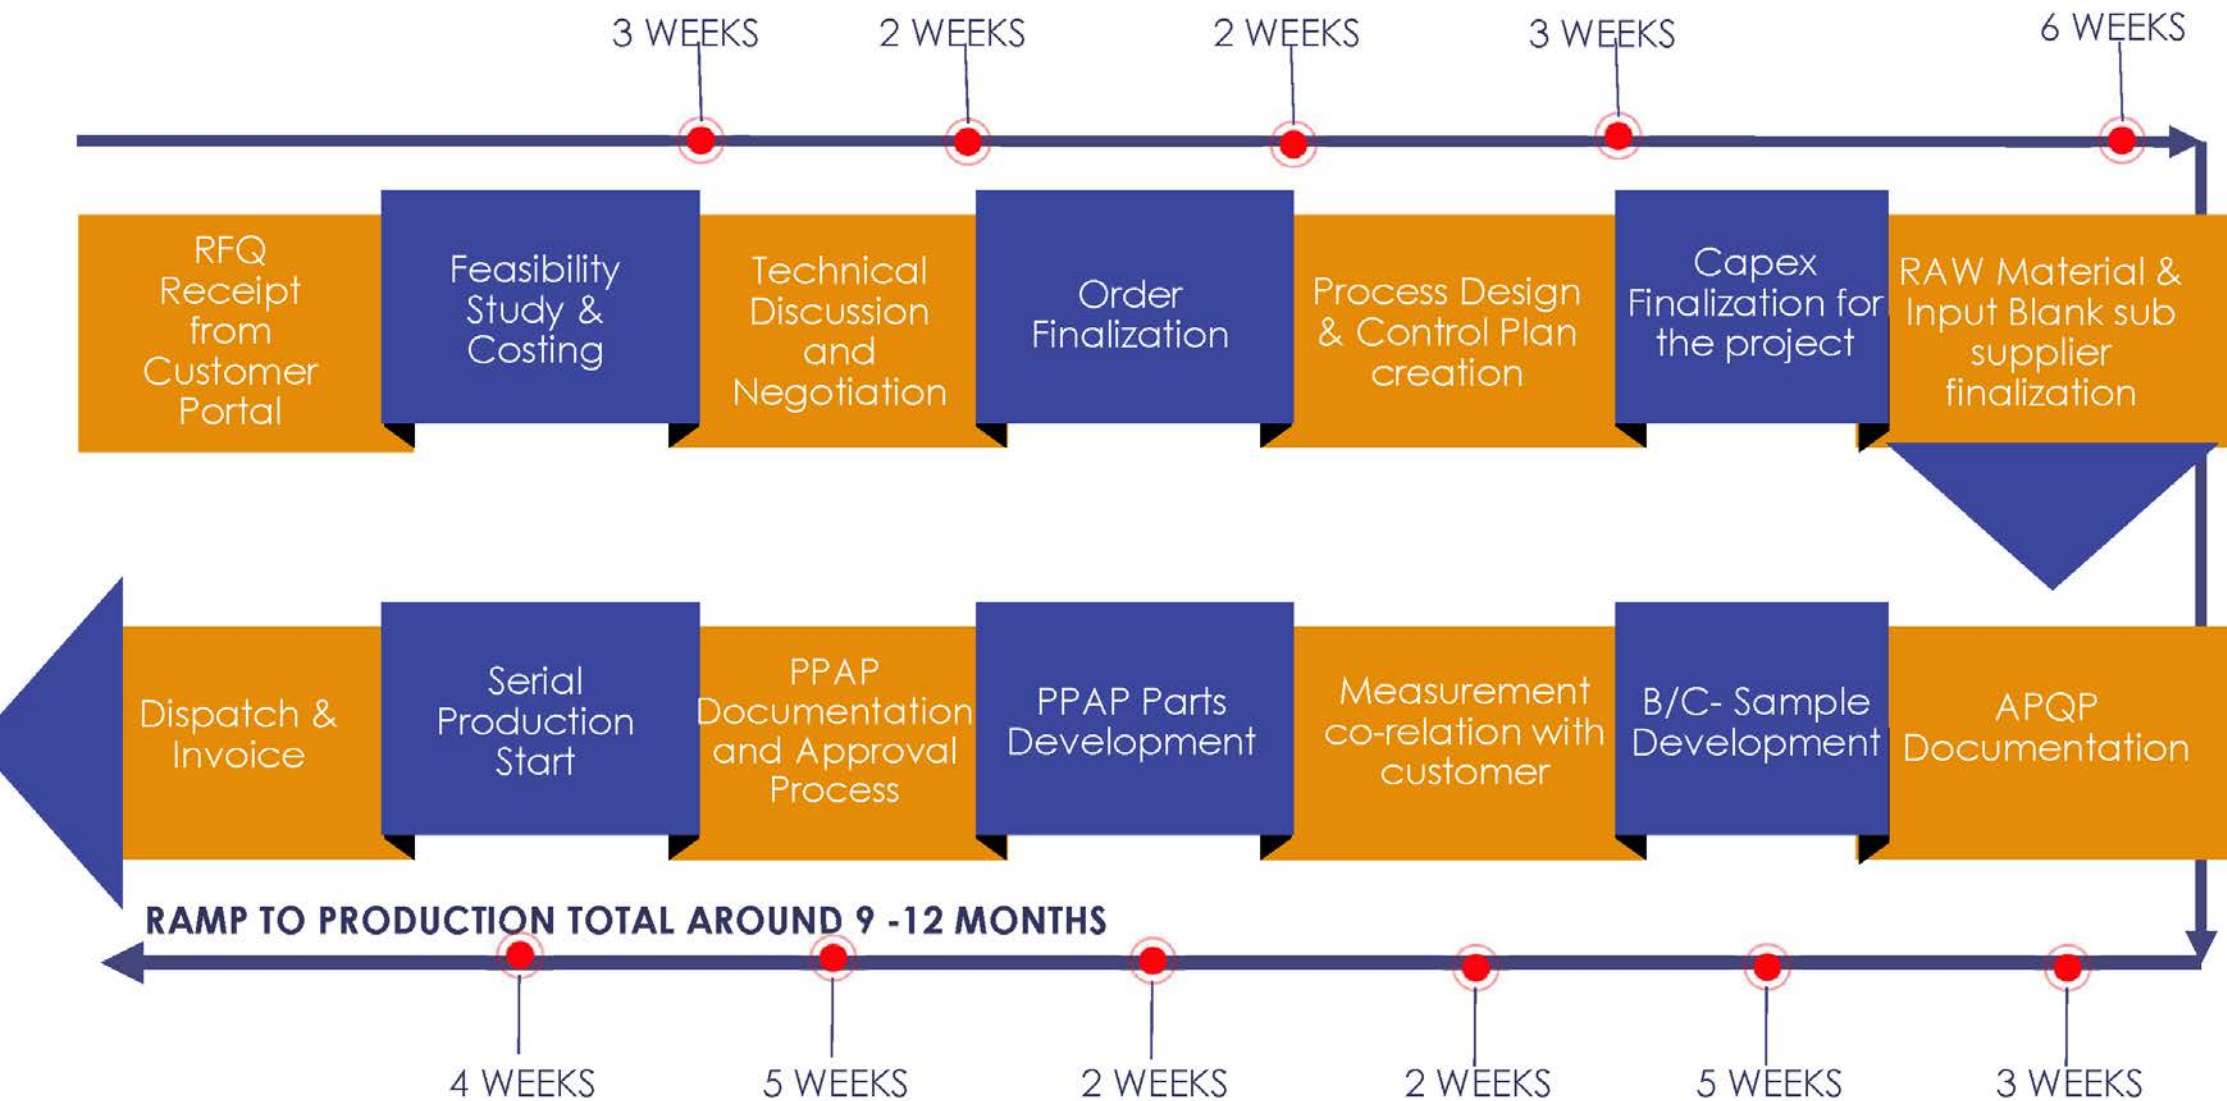 3 WEEKS
2 WEEKS
2 WEEKS
3 WEEKS
6 WEEKS
RFQ
Receipt
from
Customer
Portal
Feasibility
Study &
Costing
Technical
Discussion
and
Negotiation
Order
Finalization
Process Design
& Control Plan
creation
Capex
Finalization for
the project
RAW Material &
Input Blank sub
supplier
finalization
APQP
Documentation
B/C- Sample
Development
Measurement
co-relation with
customer
PPAP Parts
Development
PPAP
Documentation
and Approval
Process
Serial
Production
Start
Dispatch &
Invoice
RAMP TO PRODUCTION TOTAL AROUND 9 -12 MONTHS
4 WEEKS
5 WEEKS
2 WEEKS
2 WEEKS
5 WEEKS
3 WEEKS